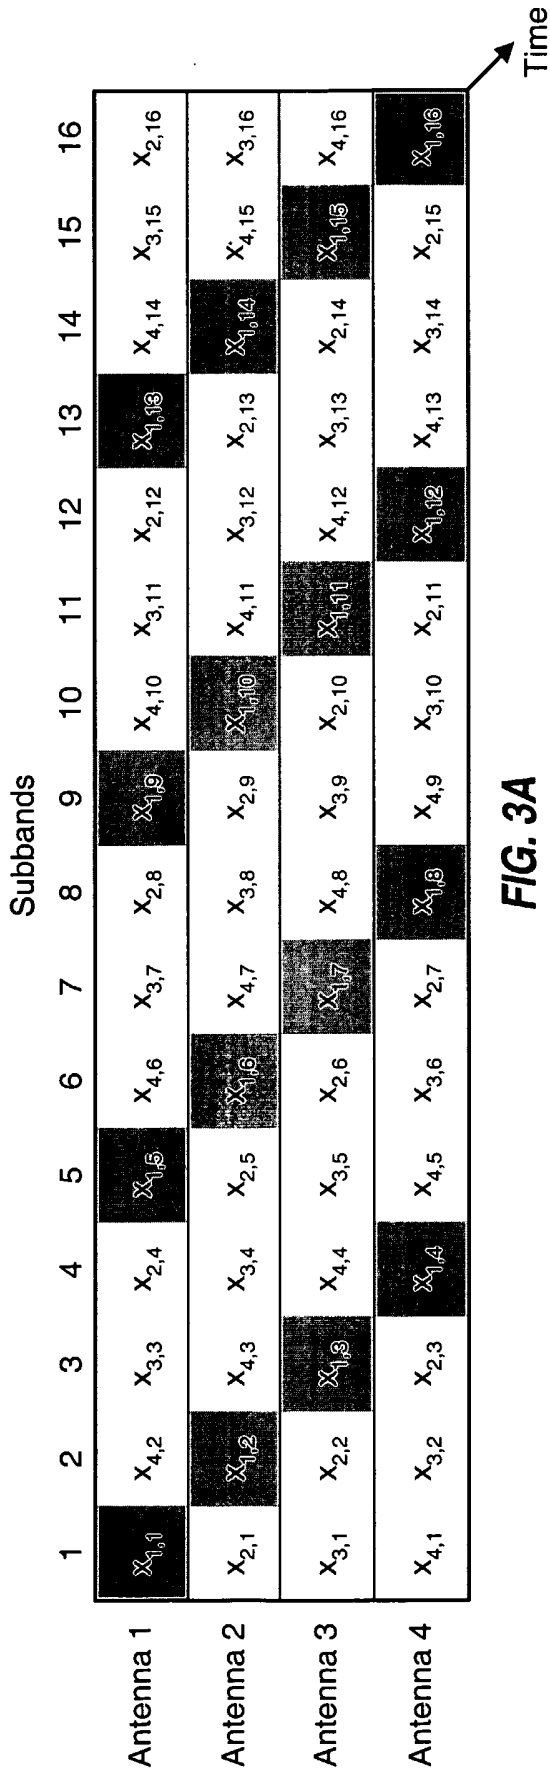 Subbands
1 2 3 4 5 6 7 8 9 10 11 12 13 14 15 16
Antenna 1 X1,1 X4,2 X3,3 X2,4 X1,5 X4,6 X3,7 X2,8 X1,9 X4,10 X3,11 X2,12 X1,13 X4,14 X3,15 X2,16
Antenna 2 X2,1 X1,2 X4,3 X3,4 X2,5 X1,6 X4,7 X3,8 X2,9 X1,10 X4,11 X3,12 X2,13 X1,14 X4,15 X3,16
Antenna 3 X3,1 X2,2 X1,3 X4,4 X3,5 X2,6 X1,7 X4,8 X3,9 X2,10 X1,11 X4,12 X3,13 X2,14 X1,15 X4,16
Antenna 4 X4,1 X3,2 X2,3 X1,4 X4,5 X3,6 X2,7 X1,8 X4,9 X3,10 X2,11 X1,12 X4,13 X3,14 X2,15 X1,16
Time
FIG. 3A